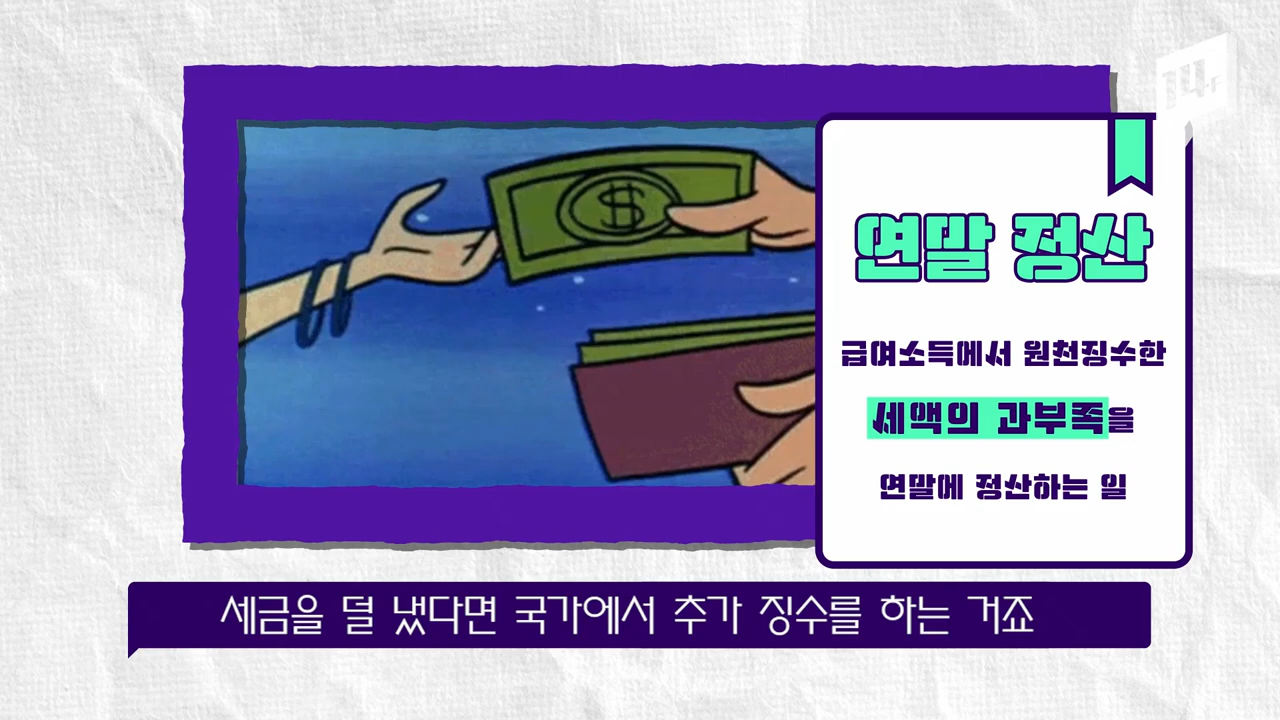 14F
연말 정산
급여소득에서 원천징수한
세액의 과부족을
연말에 정산하는 일
$
세금을 덜 냈다면 국가에서 추가 징수를 하는 거죠